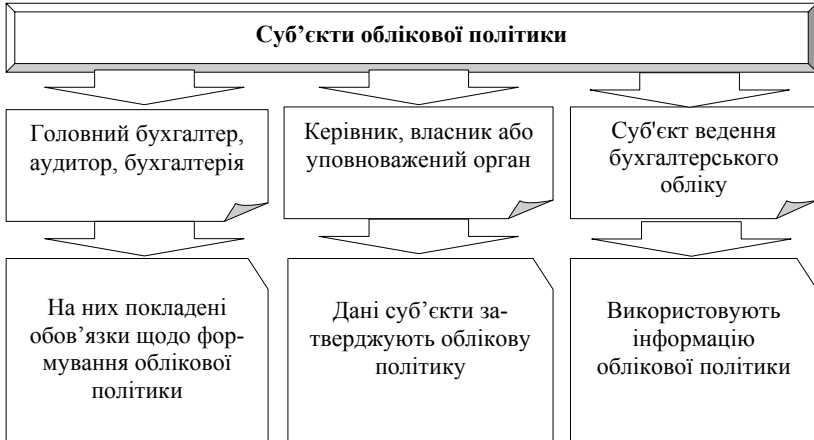 Суб’єкти облікової політики
Головний бухгалтер,
аудитор, бухгалтерія
Керівник, власник або
уповноважений орган
Суб'єкт ведення
бухгалтерського
обліку
На них покладені
обов’язки щодо фор-
мування облікової
політики
Дані суб’єкти за-
тверджують облікову
політику
Використовують
інформацію
облікової політики